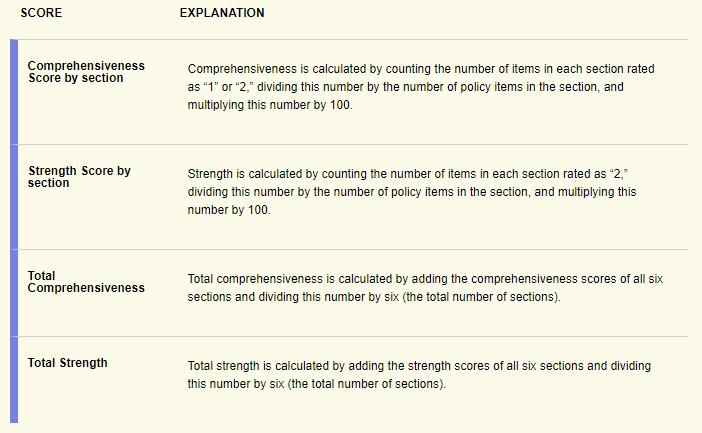 SCORE EXPLANATION
Comprehensiveness
Score by section
Comprehensiveness is calculated by counting the number of items in each section rated
as “1” or “2,” dividing this number by the number of policy items in the section, and
multiplying this number by 100.
Strength Score by
section
Strength is calculated by counting the number of items in each section rated as “2,”
dividing this number by the number of policy items in the section, and multiplying this
number by 100.
Total
Comprehensiveness
Total comprehensiveness is calculated by adding the comprehensiveness scores of all six
sections and dividing this number by six (the total number of sections).
Total Strength
Total strength is calculated by adding the strength scores of all six sections and dividing
this number by six (the total number of sections).